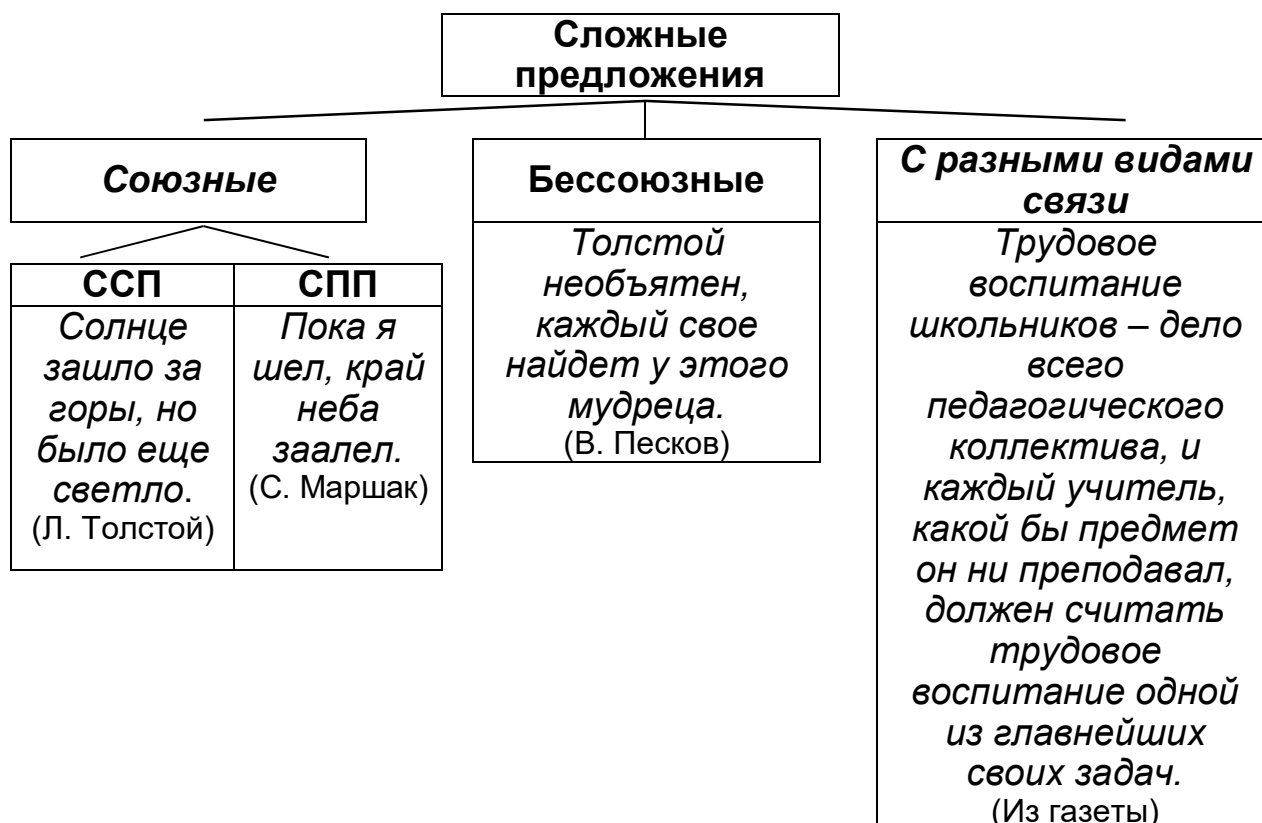 Сложные
предложения
Союзные
Бессоюзные
С разными видами
связи
ССП
Солнце
зашло за
горы, но
было еще
светло.
(Л. Толстой)
СПП
Пока я
шел, край
неба
заалел.
(С. Маршак)
Толстой
необъятен,
каждый свое
найдет у этого
мудреца.
(В. Песков)
Трудовое
воспитание
школьников – дело
всего
педагогического
коллектива, и
каждый учитель,
какой бы предмет
он ни преподавал,
должен считать
трудовое
воспитание одной
из главнейших
своих задач.
(Из газеты)